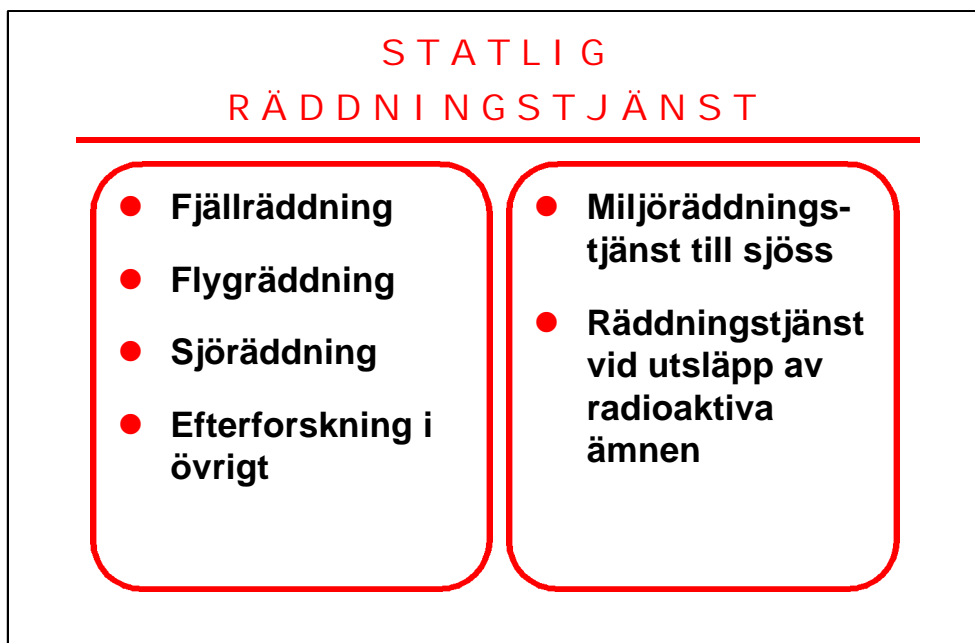 STATLIG
RÄDDNINGSTJÄNST
Fjällräddning
Flygräddning
Sjöräddning
Efterforskning i
övrigt
Miljöräddnings-
tjänst till sjöss
Räddningstjänst
vid utsläpp av
radioaktiva
ämnen